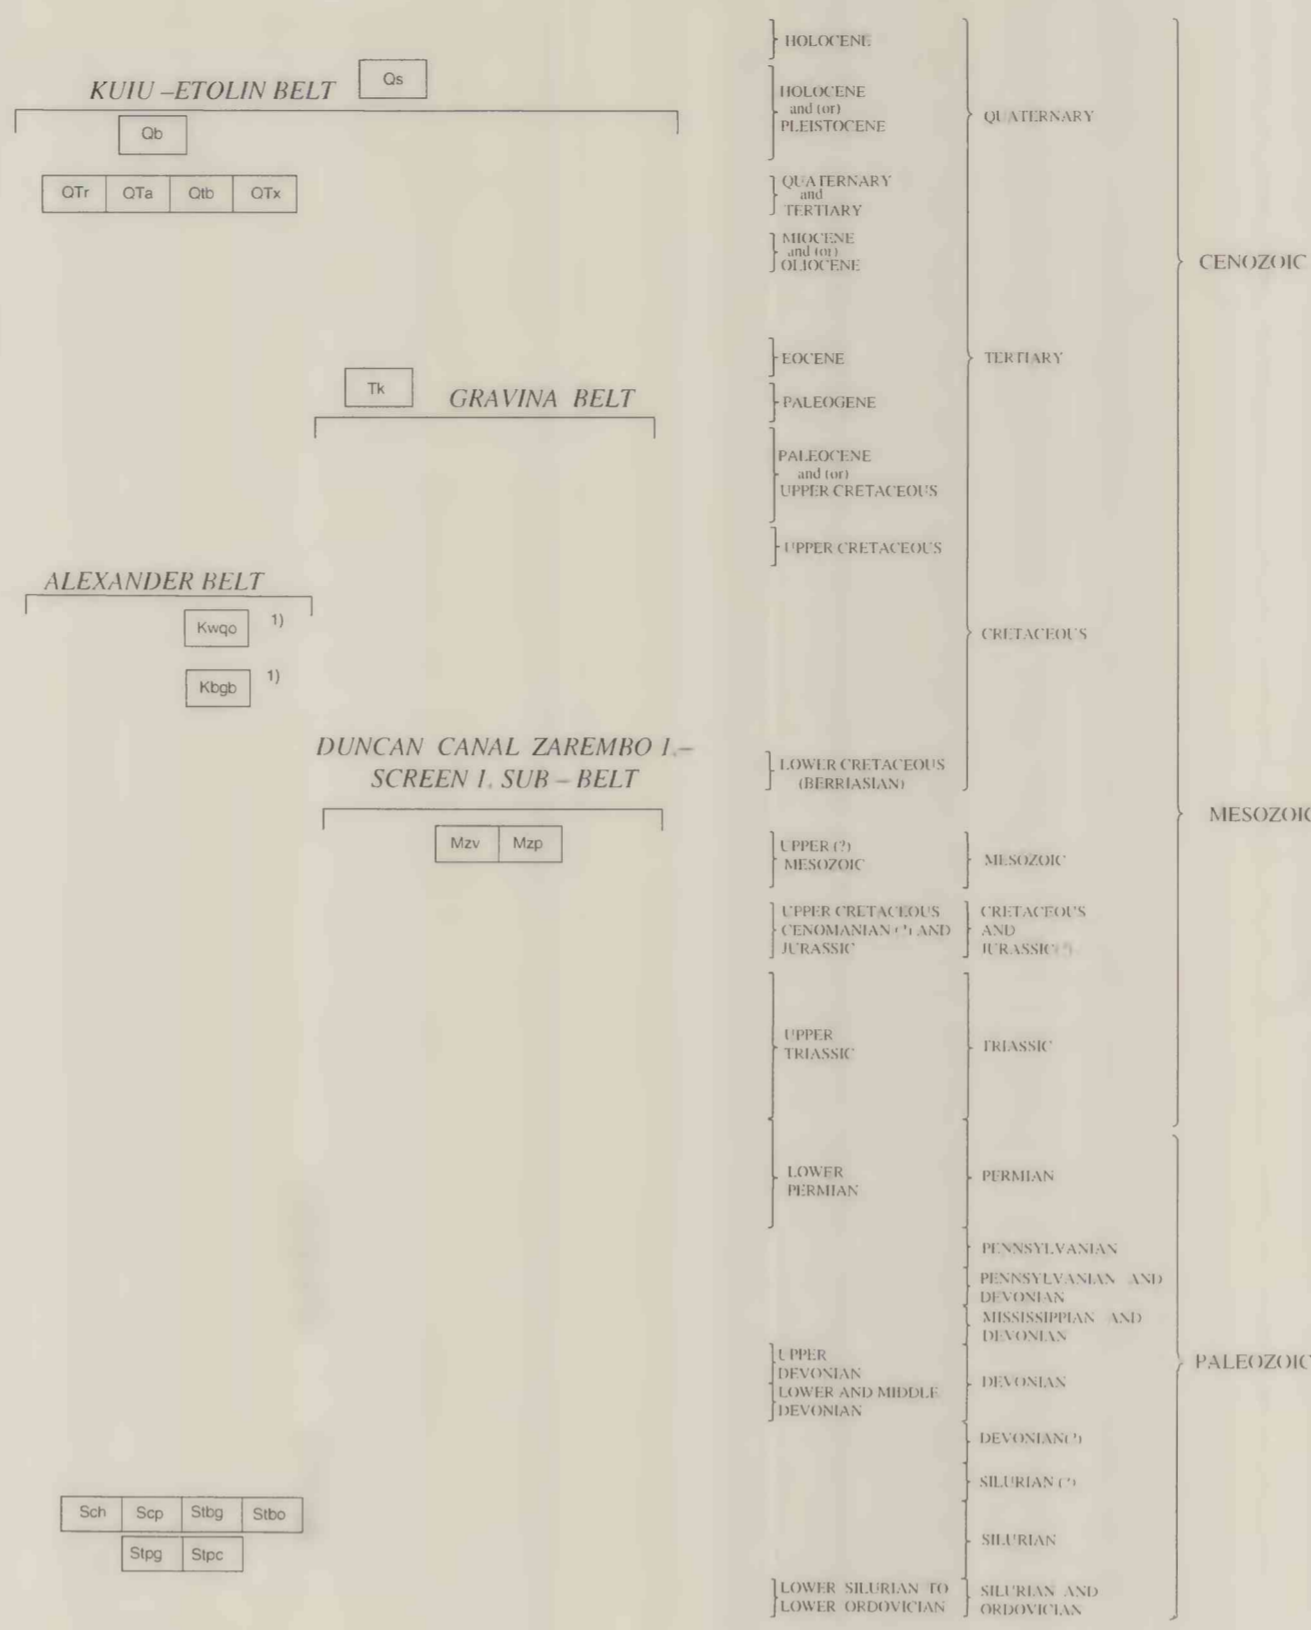 KUIU –ETOLIN BELT
Qs
Qb
QTr QTa Qtb QTx
Tk
GRAVINA BELT
ALEXANDER BELT
Kwqo 1)
Kbgb 1)
DUNCAN CANAL ZAREMBO I.–
SCREEN I. SUB – BELT
Mzv Mzp
Sch Scp Stbg Stbo
Stpg Stpc
HOLOCENE
HOLOCENE
and (or)
PLEISTOCENE
QUATERNARY
and
TERTIARY
MIOCENE
and (or)
OLIOCENE
EOCENE
PALEOGENE
PALEOCENE
and (or)
UPPER CRETACEOUS
UPPER CRETACEOUS
LOWER CRETACEOUS
(BERRIASIAN)
UPPER (?)
MESOZOIC
UPPER CRETACEOUS
CENOMANIAN (?) AND
JURASSIC
UPPER
TRIASSIC
LOWER
PERMIAN
UPPER
DEVONIAN
LOWER AND MIDDLE
DEVONIAN
LOWER SILURIAN TO
LOWER ORDOVICIAN
QUATERNARY
TERTIARY
CRETACEOUS
MESOZOIC
CRETACEOUS
AND
JURASSIC(?)
TRIASSIC
PERMIAN
PENNSYLVANIAN
PENNSYLVANIAN AND
DEVONIAN
MISSISSIPPIAN AND
DEVONIAN
DEVONIAN
DEVONIAN(?)
SILURIAN (?)
SILURIAN
SILURIAN AND
ORDOVICIAN
CENOZOIC
MESOZOIC
PALEOZOIC